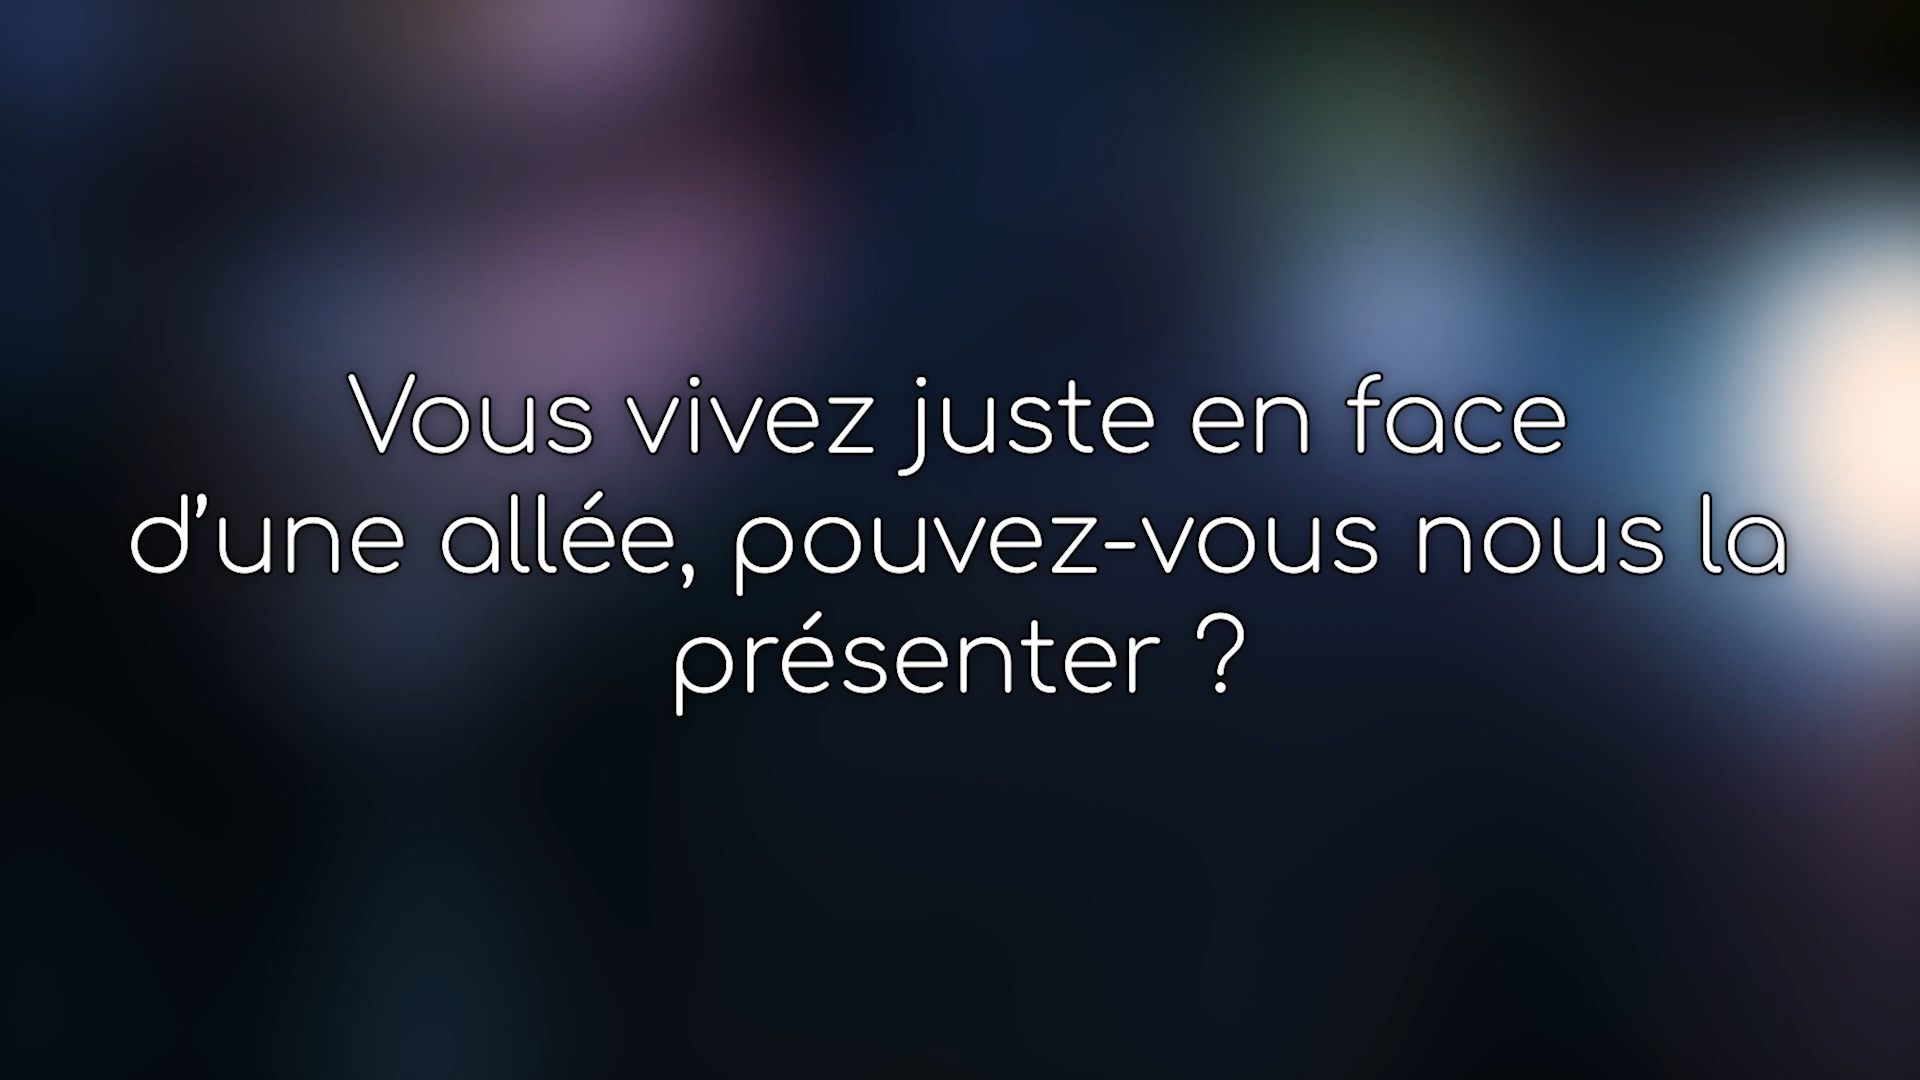 Vous vivez juste en face
d’une allée, pouvez-vous nous la
présenter ?